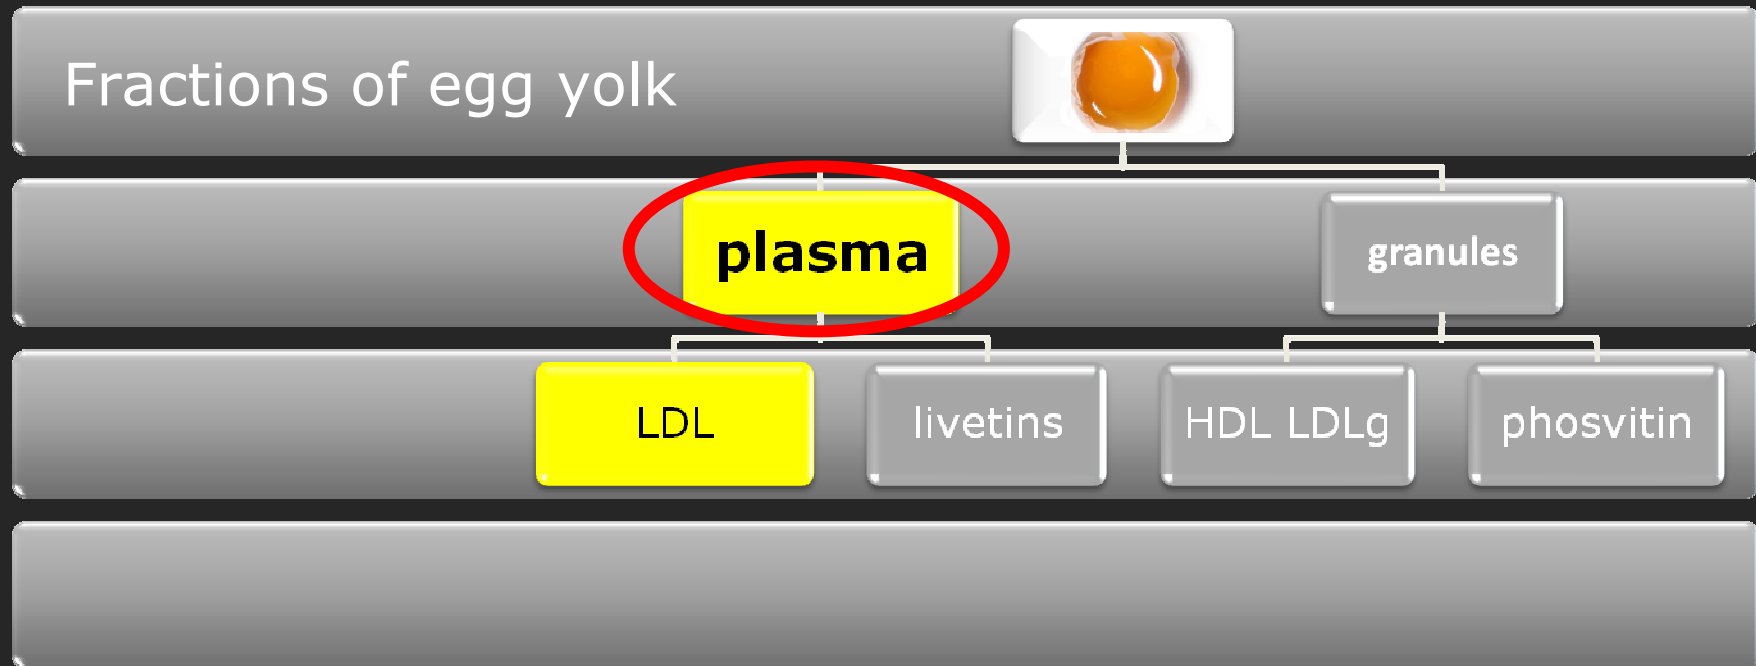 Fractions of egg yolk
plasma
granules
LDL
livetins
HDL LDLg
phosvitin